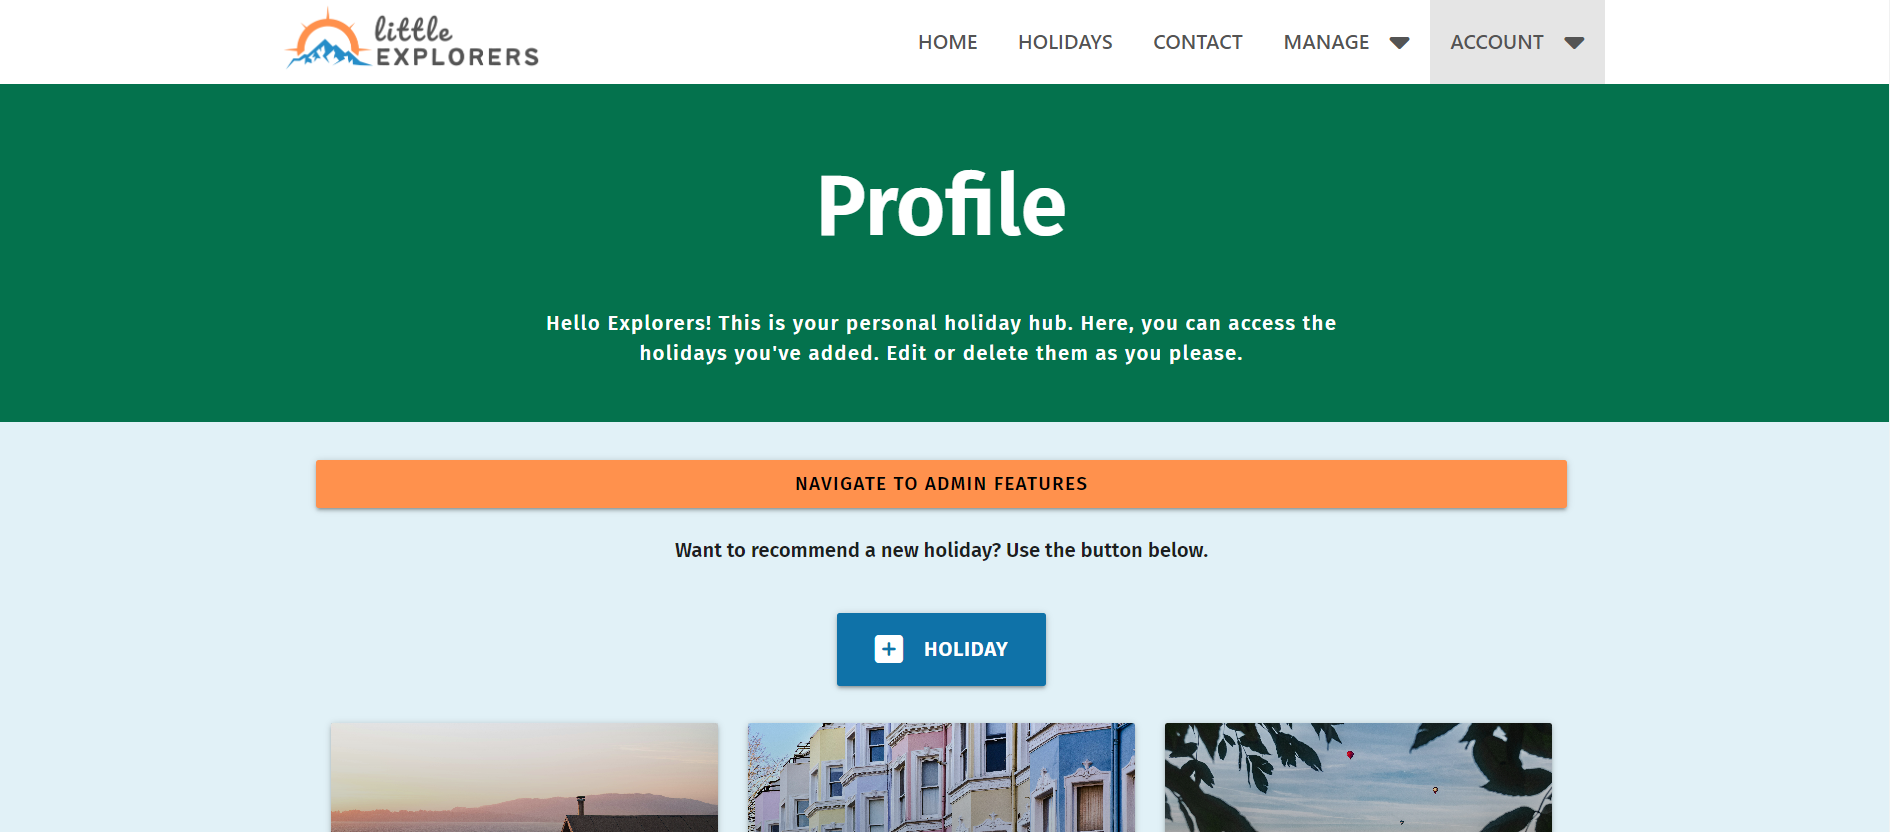 little
EXPLORERS
HOME HOLIDAYS CONTACT MANAGE ACCOUNT
Profile
Hello Explorers! This is your personal holiday hub. Here, you can access the
holidays you've added. Edit or delete them as you please.
NAVIGATE TO ADMIN FEATURES
Want to recommend a new holiday? Use the button below.
HOLIDAY